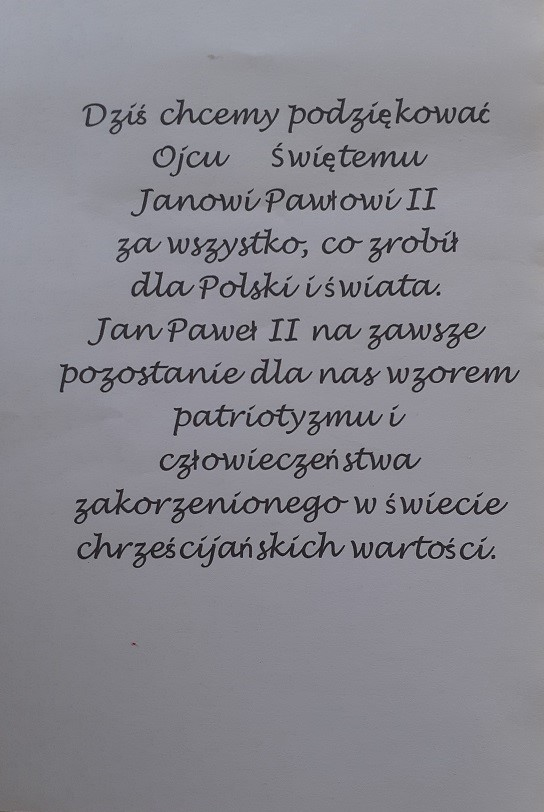 Dziś chcemy podziękować
Ojcu Świętemu
Janowi Pawłowi II
za wszystko, co zrobił
dla Polski i świata.
Jan Paweł II na zawsze
pozostanie dla nas wzorem
patriotyzmu i
człowieczeństwa
zakorzenionego w świecie
chrześcijańskich wartości.